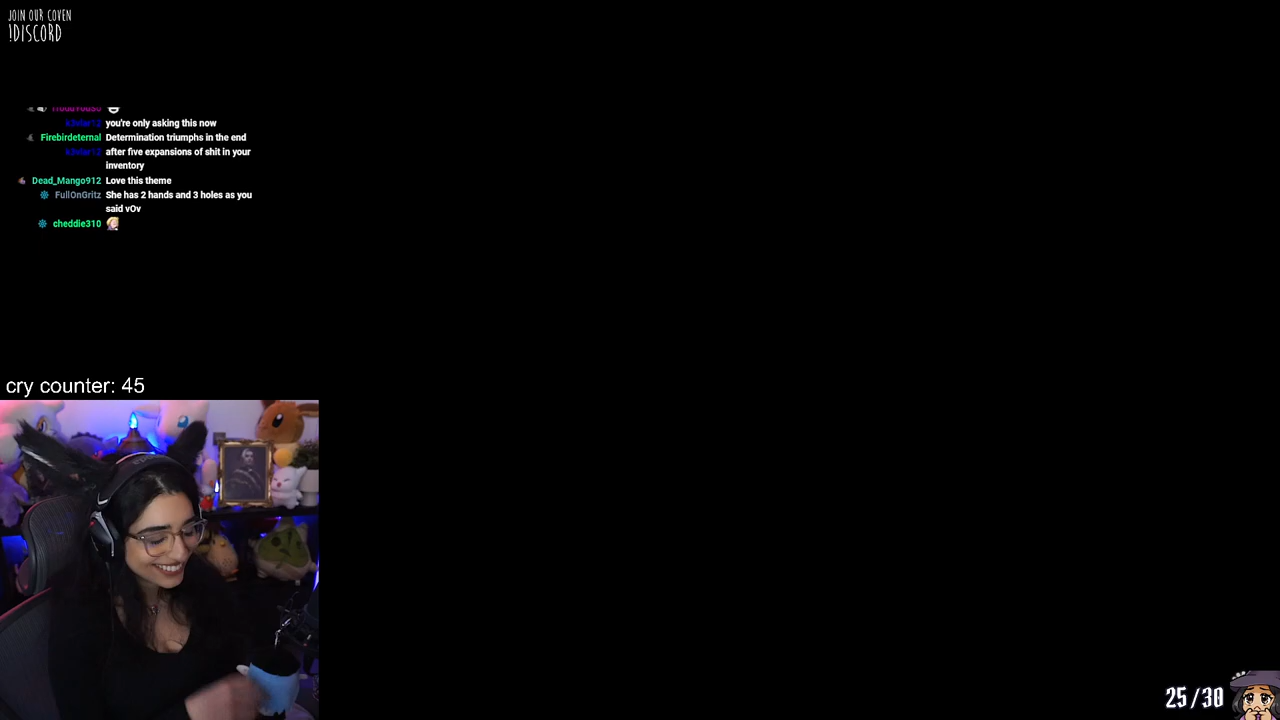 JOIN OUR COVEN
!DISCORD
you're only asking this now
Firebirdeternal Determination triumphs in the end
after five expansions of shit in your
inventory
Dead_Mango912 Love this theme
FullOnGritz She has 2 hands and 3 holes as you
said vOv
cheddie310
cry counter: 45
25/30